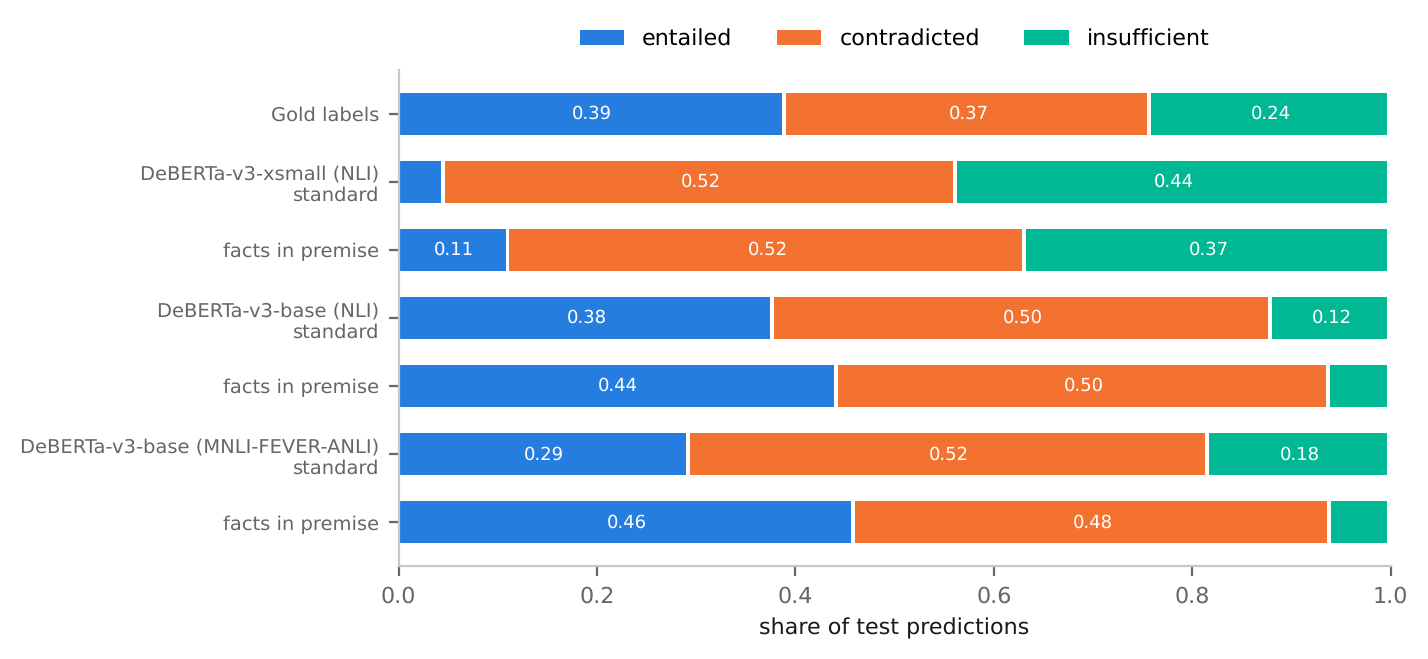 entailed contradicted insufficient
Gold labels 0.39 0.37 0.24
DeBERTa-v3-xsmall (NLI)
standard 0.52 0.44
facts in premise 0.11 0.52 0.37
DeBERTa-v3-base (NLI)
standard 0.38 0.50 0.12
facts in premise 0.44 0.50
DeBERTa-v3-base (MNLI-FEVER-ANLI)
standard 0.29 0.52 0.18
facts in premise 0.46 0.48
0.0 0.2 0.4 0.6 0.8 1.0
share of test predictions